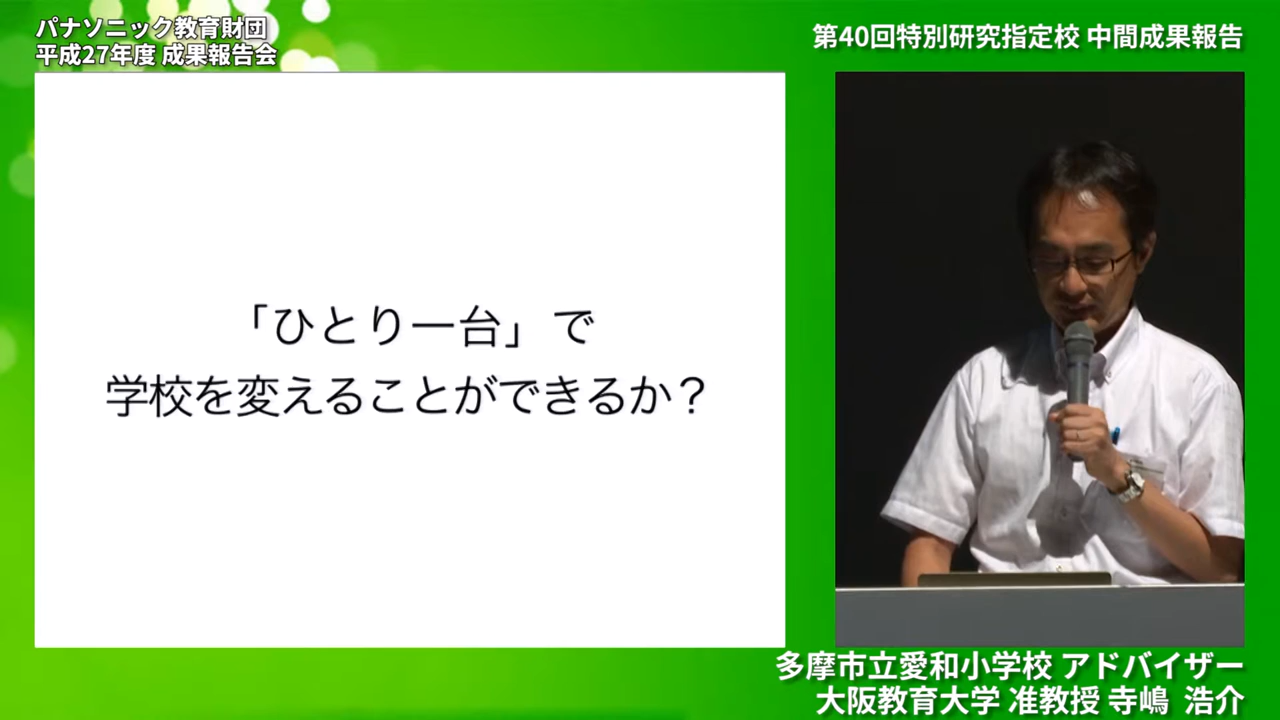 パナソニック教育財団
平成27年度 成果報告会
第40回特別研究指定校 中間成果報告
「ひとり一台」で
学校を変えることができるか？
多摩市立愛和小学校 アドバイザー
大阪教育大学 准教授 寺嶋 浩介